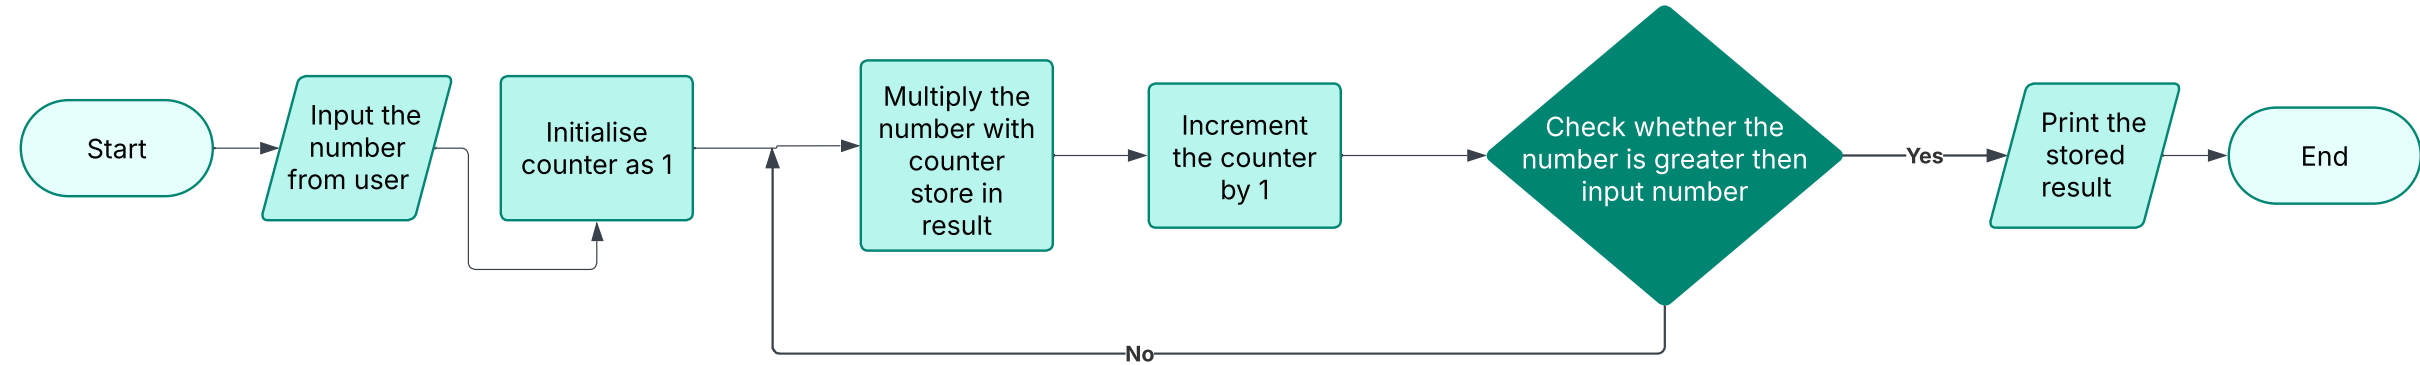 Start
Input the
number
from user
Initialise
counter as 1
Multiply the
number with
counter
store in
result
Increment
the counter
by 1
Check whether the
number is greater then
input number
Yes
Print the
stored
result
End
No